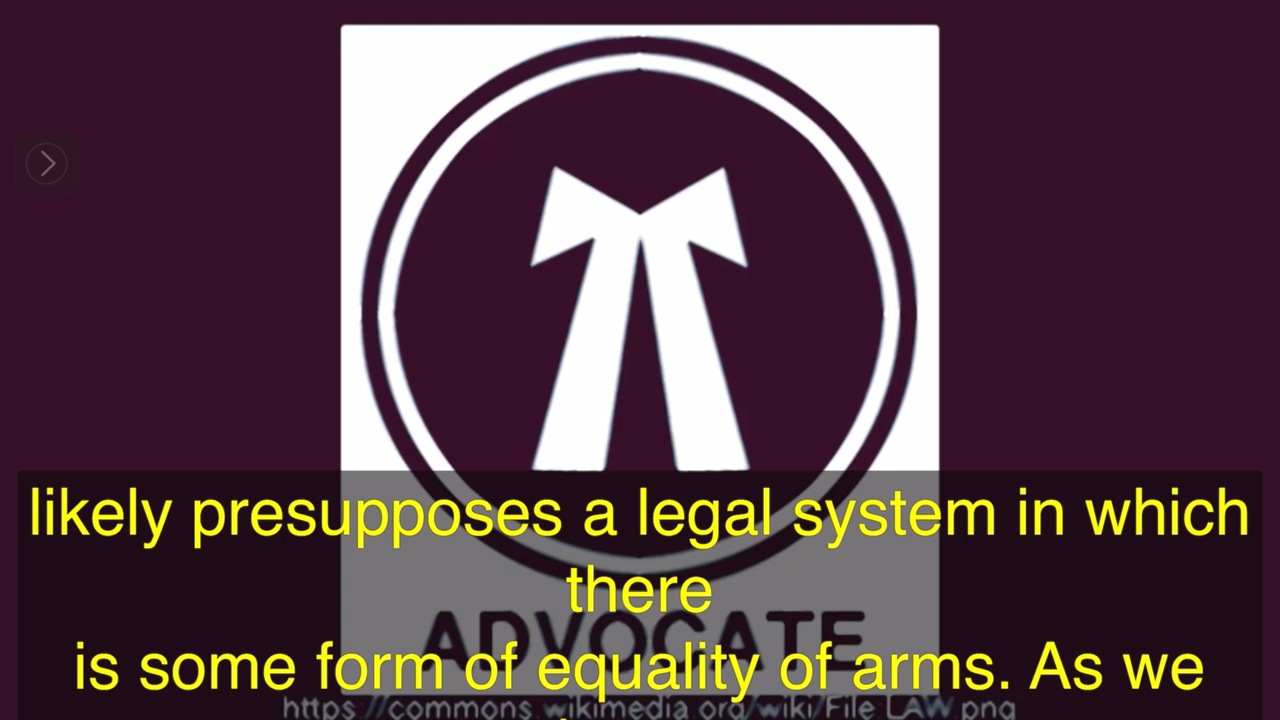 likely presupposes a legal system in which
there
is some form of equality of arms. As we
ADVOCATE
https://commons.wikimedia.org/wiki/File LAW.png